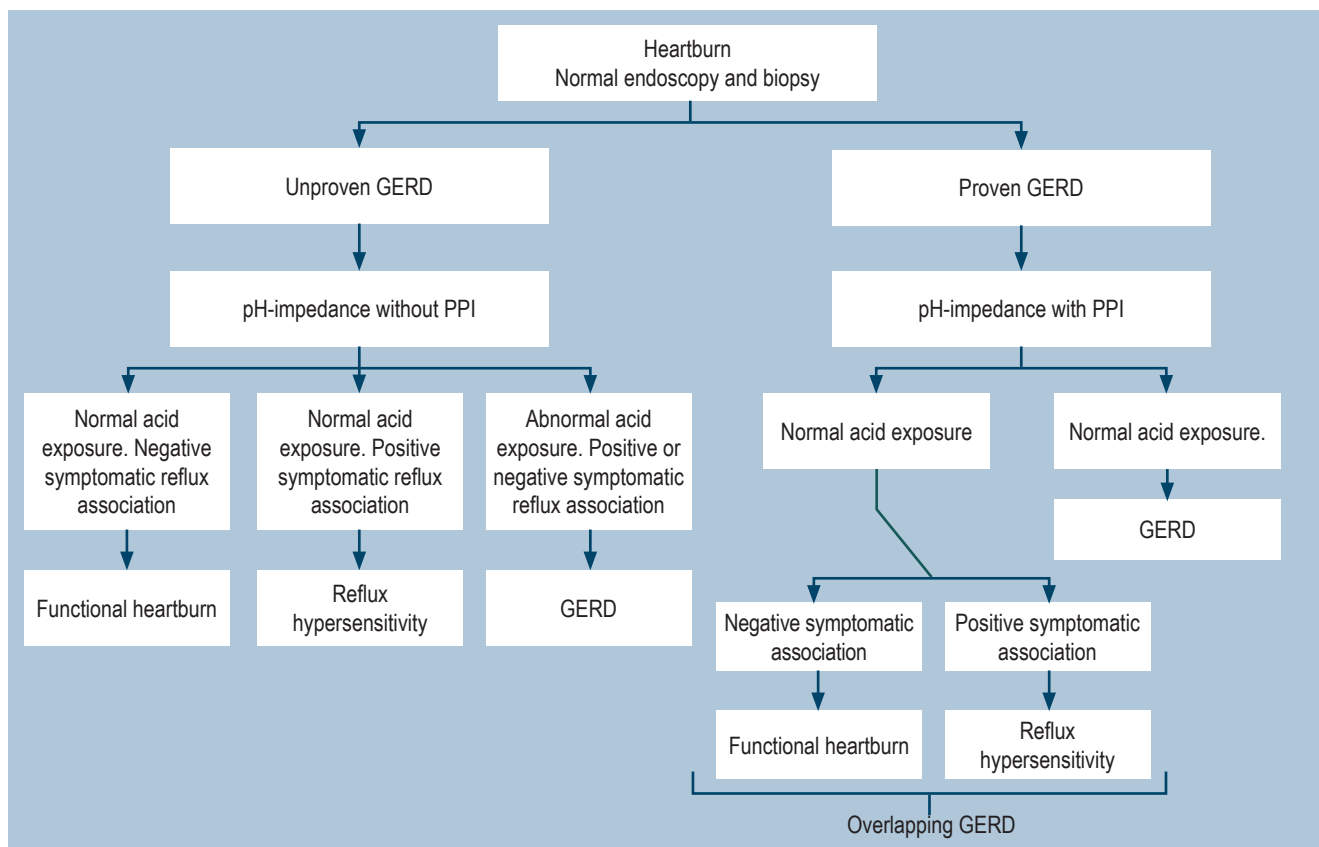 Heartburn
Normal endoscopy and biopsy
Unproven GERD
Proven GERD
pH-impedance without PPI
pH-impedance with PPI
Normal acid
exposure. Negative
symptomatic reflux
association
Normal acid
exposure. Positive
symptomatic reflux
association
Abnormal acid
exposure. Positive or
negative symptomatic
reflux association
Normal acid exposure
Normal acid exposure.
GERD
Functional heartburn
Reflux
hypersensitivity
GERD
Negative symptomatic
association
Positive symptomatic
association
Functional heartburn
Reflux
hypersensitivity
Overlapping GERD